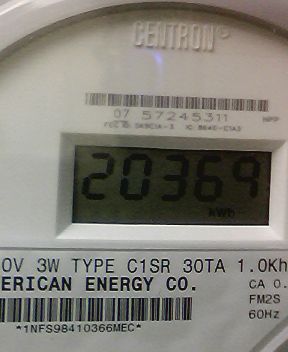 CENTRON®
07 57245311 NPP
20369
kWh
0V 3W TYPE C1SR 30TA 1.0Kh
ERICAN ENERGY CO.
CA 0.
FM2S
60Hz
*1NFS98410366MEC*